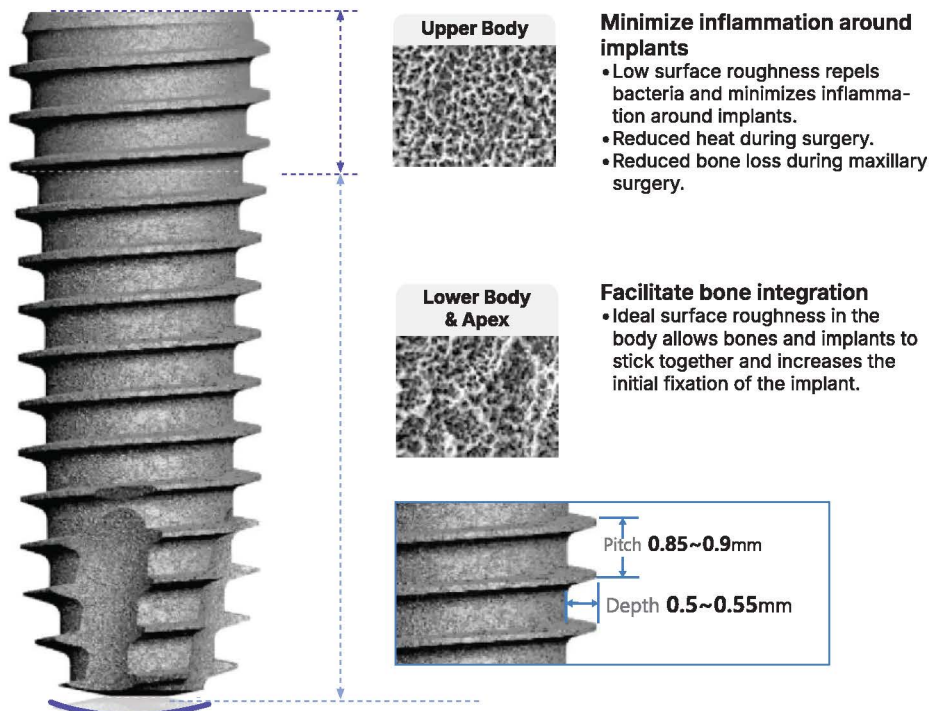 Upper Body
Minimize inflammation around
implants
•Low surface roughness repels
bacteria and minimizes inflamma-
tion around implants.
•Reduced heat during surgery.
•Reduced bone loss during maxillary
surgery.
Lower Body
& Apex
Facilitate bone integration
•Ideal surface roughness in the
body allows bones and implants to
stick together and increases the
initial fixation of the implant.
Pitch 0.85~0.9mm
Depth 0.5~0.55mm